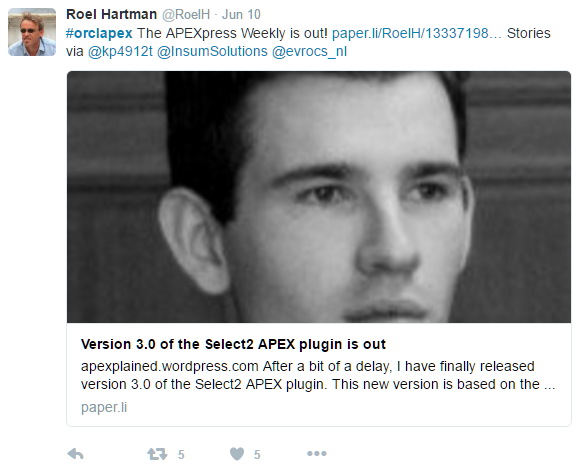 Roel Hartman @RoelH · Jun 10
#orclapex The APEXpress Weekly is out! paper.li/RoelH/13337198… Stories
via @kp4912t @InsumSolutions @evrocs_nl
Version 3.0 of the Select2 APEX plugin is out
apexplained.wordpress.com After a bit of a delay, I have finally released
version 3.0 of the Select2 APEX plugin. This new version is based on the ...
paper.li
5 5